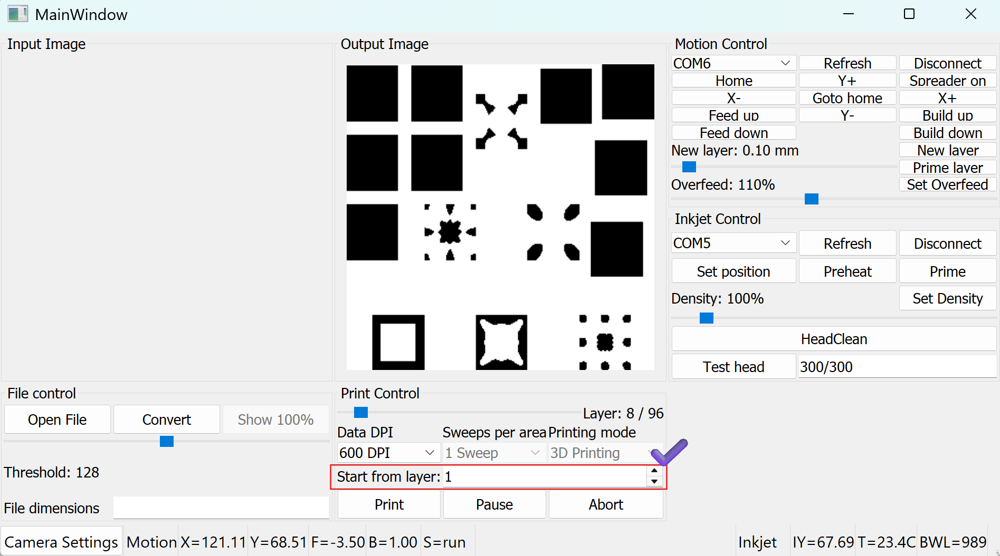 MainWindow
Input Image
Output Image
Motion Control
COM6
Refresh
Disconnect
Home
Y+
Spreader on
X-
Goto home
X+
Feed up
Y-
Build up
Feed down
Build down
New layer: 0.10 mm
New layer
Prime layer
Overfeed: 110%
Set Overfeed
Inkjet Control
COM5
Refresh
Disconnect
Set position
Preheat
Prime
Density: 100%
Set Density
HeadClean
Test head
300/300
File control
Open File
Convert
Show 100%
Threshold: 128
File dimensions
Print Control
Layer: 8 / 96
Data DPI
Sweeps per area
Printing mode
600 DPI
1 Sweep
3D Printing
Start from layer: 1
Print
Pause
Abort
Camera Settings
Motion
X=121.11
Y=68.51
F=-3.50
B=1.00
S=run
Inkjet
IY=67.69
T=23.4C
BWL=989